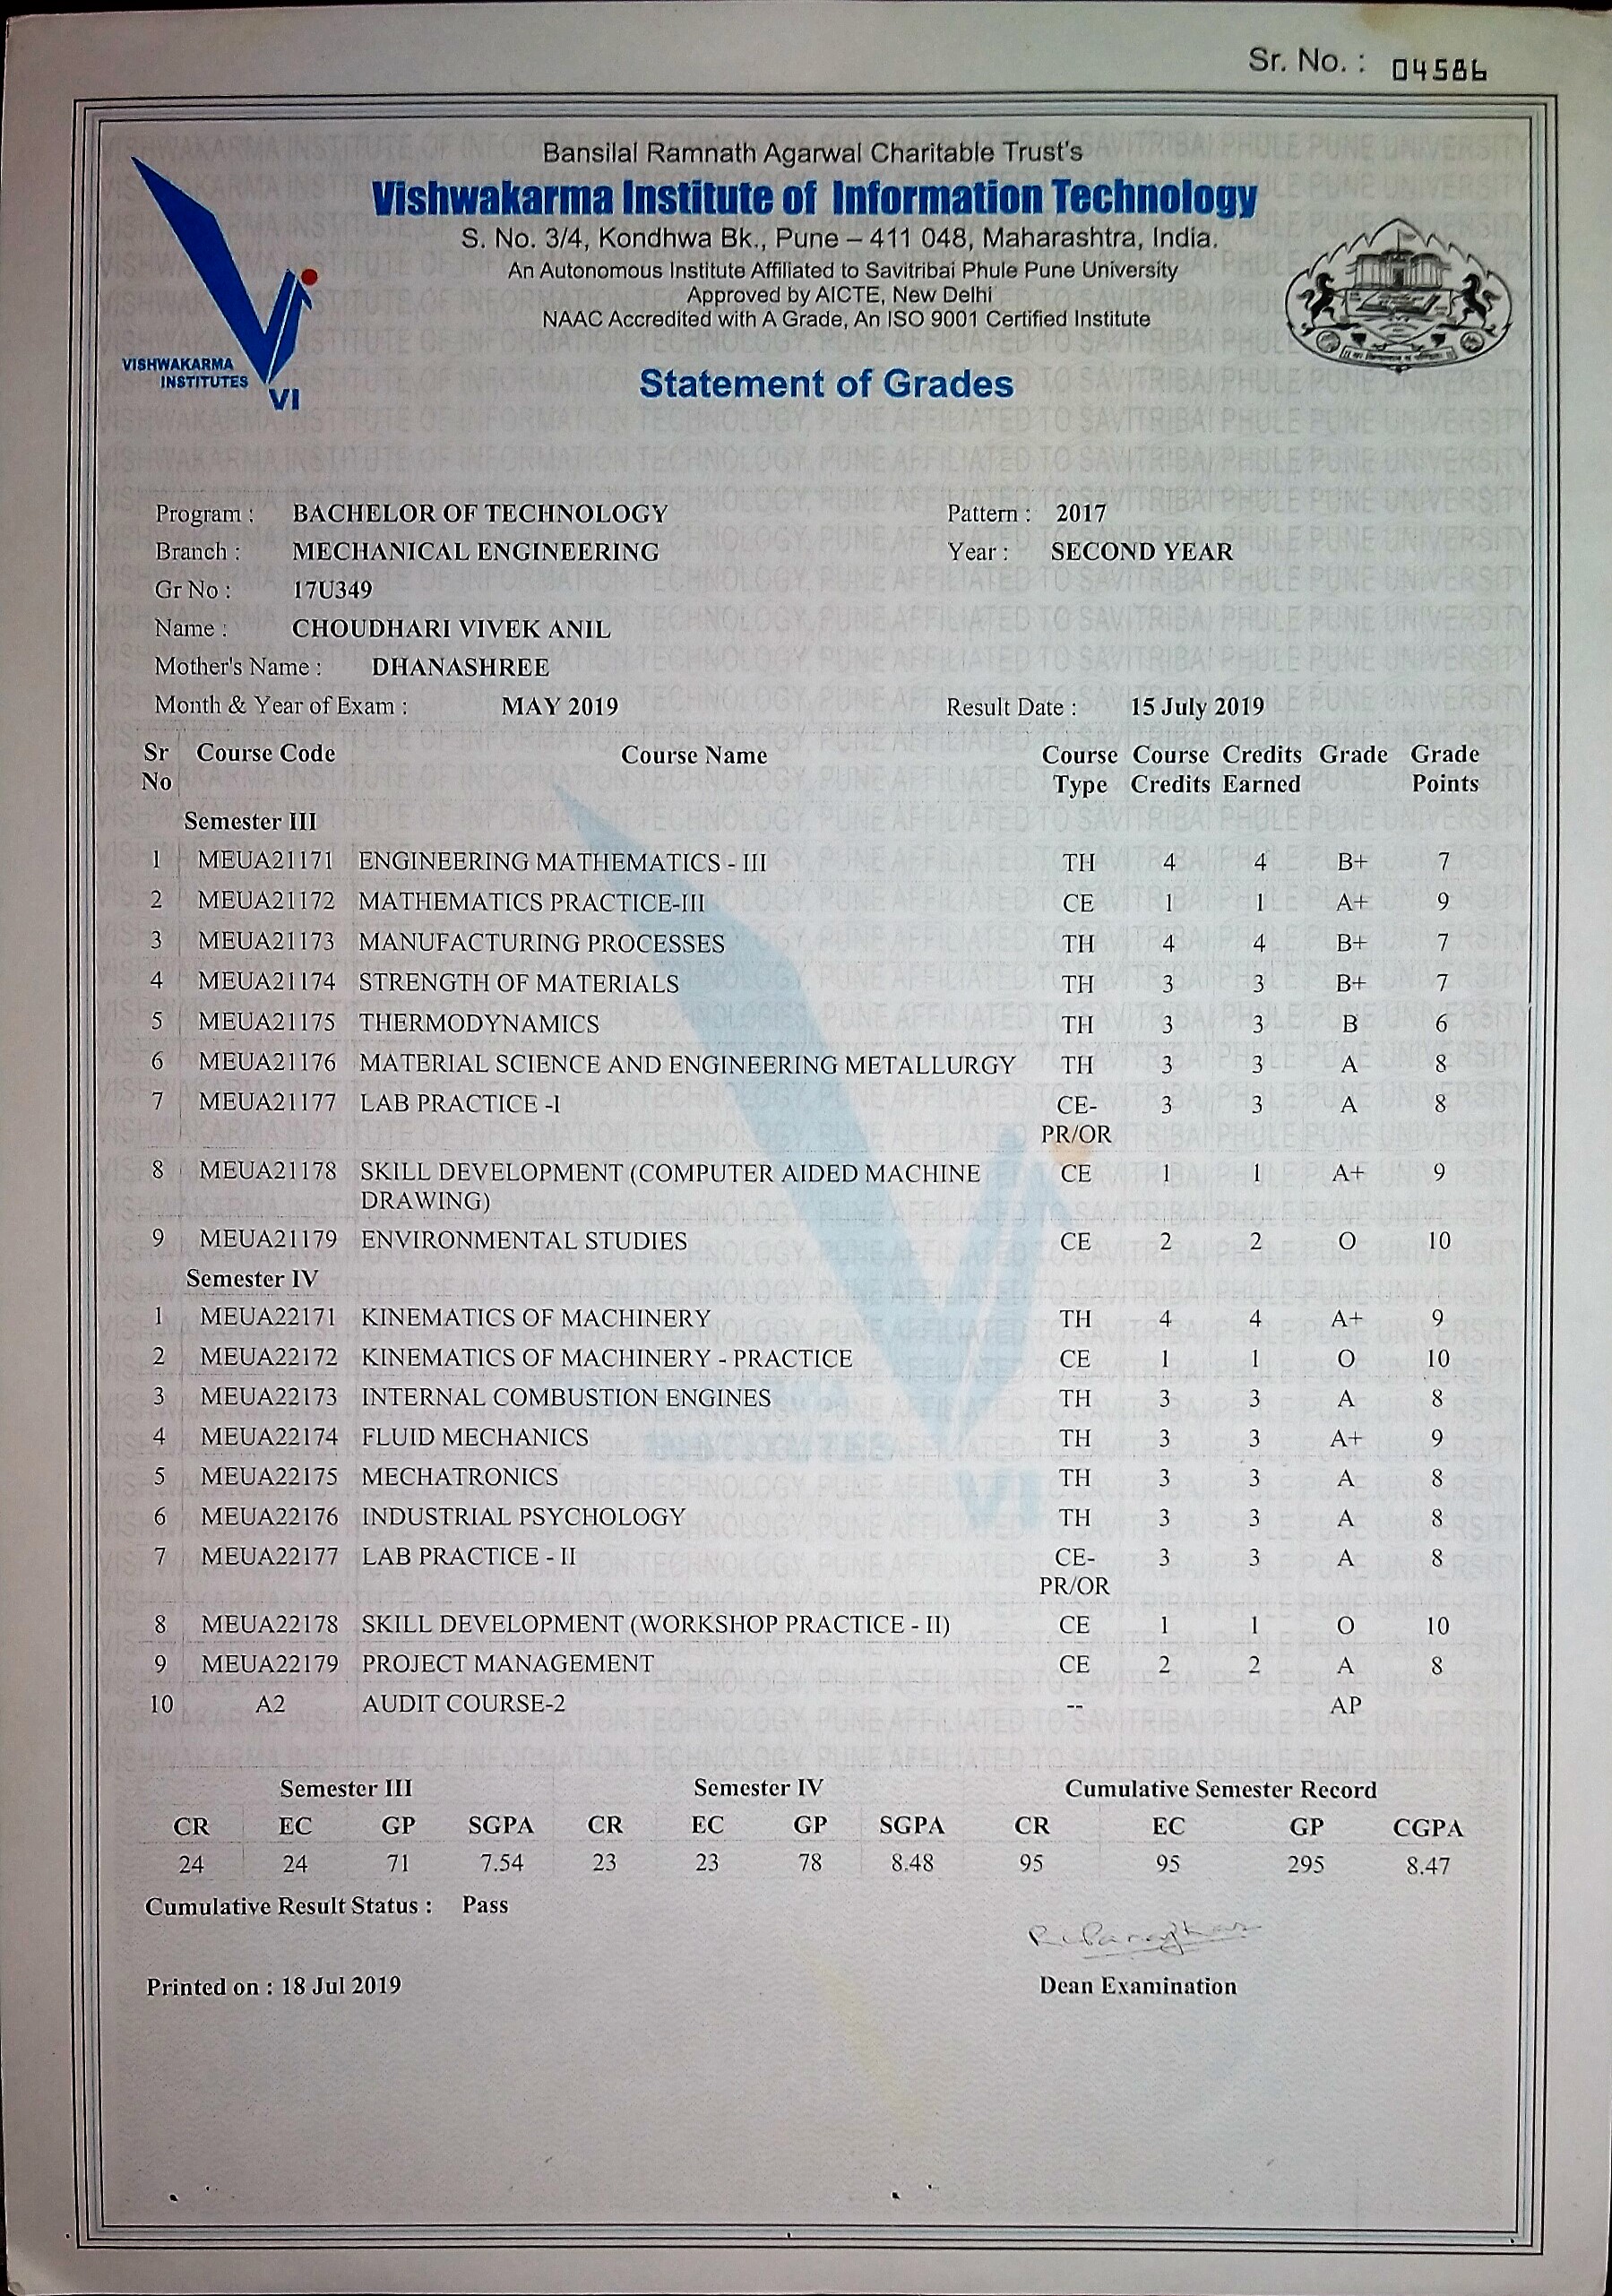 Sr. No. : 04586
Bansilal Ramnath Agarwal Charitable Trust's
Vishwakarma Institute of Information Technology
S. No. 3/4, Kondhwa Bk., Pune – 411 048, Maharashtra, India.
An Autonomous Institute Affiliated to Savitribai Phule Pune University
Approved by AICTE, New Delhi
NAAC Accredited with A Grade, An ISO 9001 Certified Institute
VISHWAKARMA
INSTITUTES
VI
Statement of Grades
Program : BACHELOR OF TECHNOLOGY Pattern : 2017
Branch : MECHANICAL ENGINEERING Year : SECOND YEAR
Gr No : 17U349
Name : CHOUDHARI VIVEK ANIL
Mother's Name : DHANASHREE
Month & Year of Exam : MAY 2019 Result Date : 15 July 2019
Sr Course Code Course Name Course Course Credits Grade Grade
No Type Credits Earned Points
Semester III
1 MEUA21171 ENGINEERING MATHEMATICS - III TH 4 4 B+ 7
2 MEUA21172 MATHEMATICS PRACTICE-III CE 1 1 A+ 9
3 MEUA21173 MANUFACTURING PROCESSES TH 4 4 B+ 7
4 MEUA21174 STRENGTH OF MATERIALS TH 3 3 B+ 7
5 MEUA21175 THERMODYNAMICS TH 3 3 B 6
6 MEUA21176 MATERIAL SCIENCE AND ENGINEERING METALLURGY TH 3 3 A 8
7 MEUA21177 LAB PRACTICE -I CE- 3 3 A 8
PR/OR
8 MEUA21178 SKILL DEVELOPMENT (COMPUTER AIDED MACHINE CE 1 1 A+ 9
DRAWING)
9 MEUA21179 ENVIRONMENTAL STUDIES CE 2 2 O 10
Semester IV
1 MEUA22171 KINEMATICS OF MACHINERY TH 4 4 A+ 9
2 MEUA22172 KINEMATICS OF MACHINERY - PRACTICE CE 1 1 O 10
3 MEUA22173 INTERNAL COMBUSTION ENGINES TH 3 3 A 8
4 MEUA22174 FLUID MECHANICS TH 3 3 A+ 9
5 MEUA22175 MECHATRONICS TH 3 3 A 8
6 MEUA22176 INDUSTRIAL PSYCHOLOGY TH 3 3 A 8
7 MEUA22177 LAB PRACTICE - II CE- 3 3 A 8
PR/OR
8 MEUA22178 SKILL DEVELOPMENT (WORKSHOP PRACTICE - II) CE 1 1 O 10
9 MEUA22179 PROJECT MANAGEMENT CE 2 2 A 8
10 A2 AUDIT COURSE-2 -- AP
Semester III Semester IV Cumulative Semester Record
CR EC GP SGPA CR EC GP SGPA CR EC GP CGPA
24 24 71 7.54 23 23 78 8.48 95 95 295 8.47
Cumulative Result Status : Pass
Printed on : 18 Jul 2019 Dean Examination